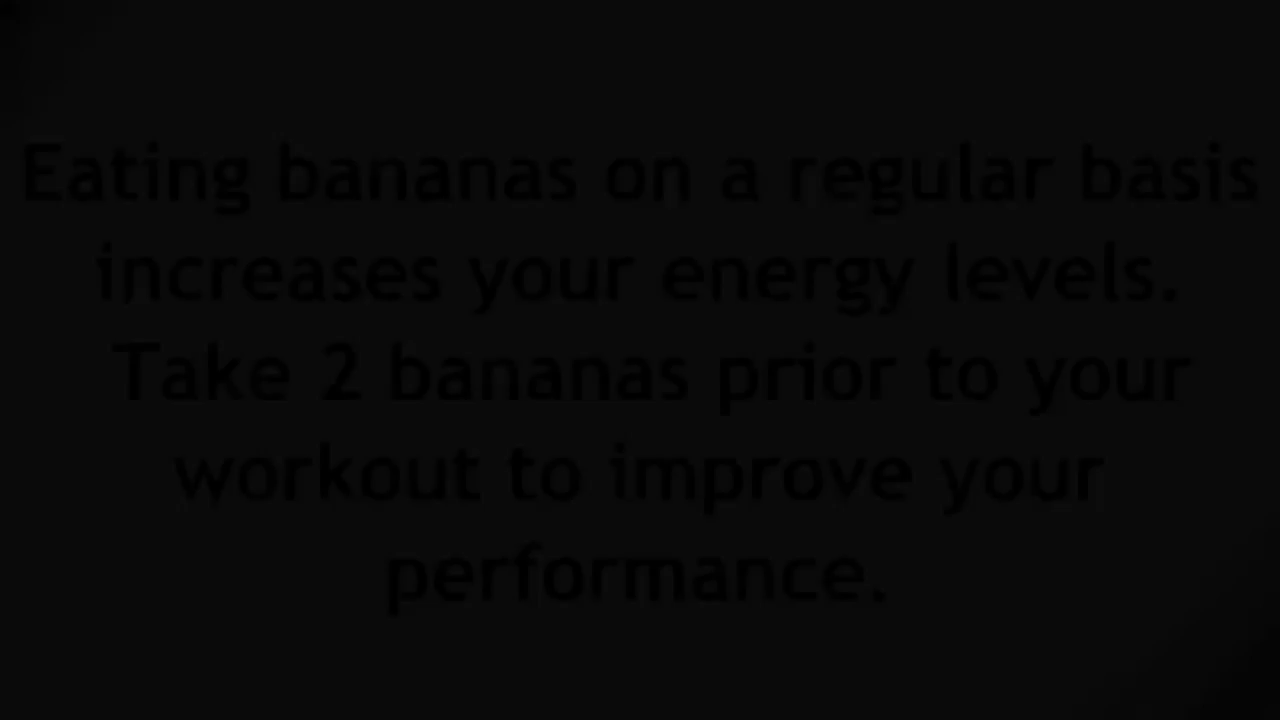 Eating bananas on a regular basis
increases your energy levels.
Take 2 bananas prior to your
workout to improve your
performance.